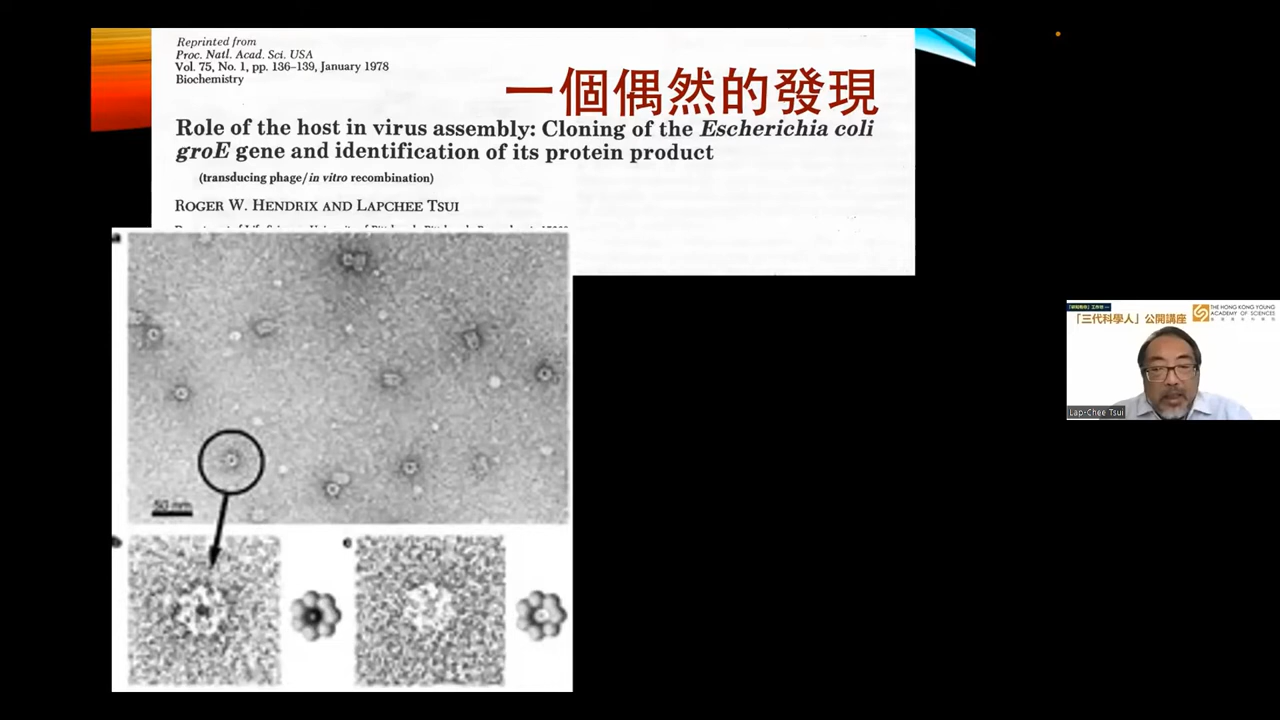 Reprinted from
Proc. Natl. Acad. Sci. USA
Vol. 75, No. 1, pp. 136–139, January 1978
Biochemistry
一個偶然的發現
Role of the host in virus assembly: Cloning of the Escherichia coli
groE gene and identification of its protein product
(transducing phage/in vitro recombination)
ROGER W. HENDRIX AND LAPCHEE TSUI
50 nm
「三代科學人」公開講座
THE HONG KONG YOUNG
ACADEMY OF SCIENCES
Lap-Chee Tsui